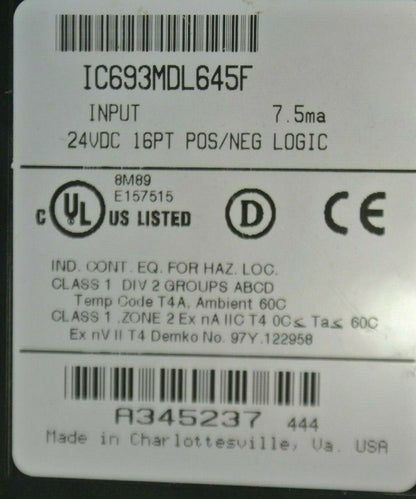 IC693MDL645F
INPUT 7.5ma
24VDC 16PT POS/NEG LOGIC
8M89
E157515
C UL US LISTED
D
CE
IND. CONT. EQ. FOR HAZ. LOC.
CLASS 1 DIV 2 GROUPS ABCD
Temp Code T4A, Ambient 60C
CLASS 1 .ZONE 2 Ex nA IIC T4 0C ≤ Ta ≤ 60C
Ex nV II T4 Demko No. 97Y.122958
A345237 444
Made in Charlottesville, Va. USA